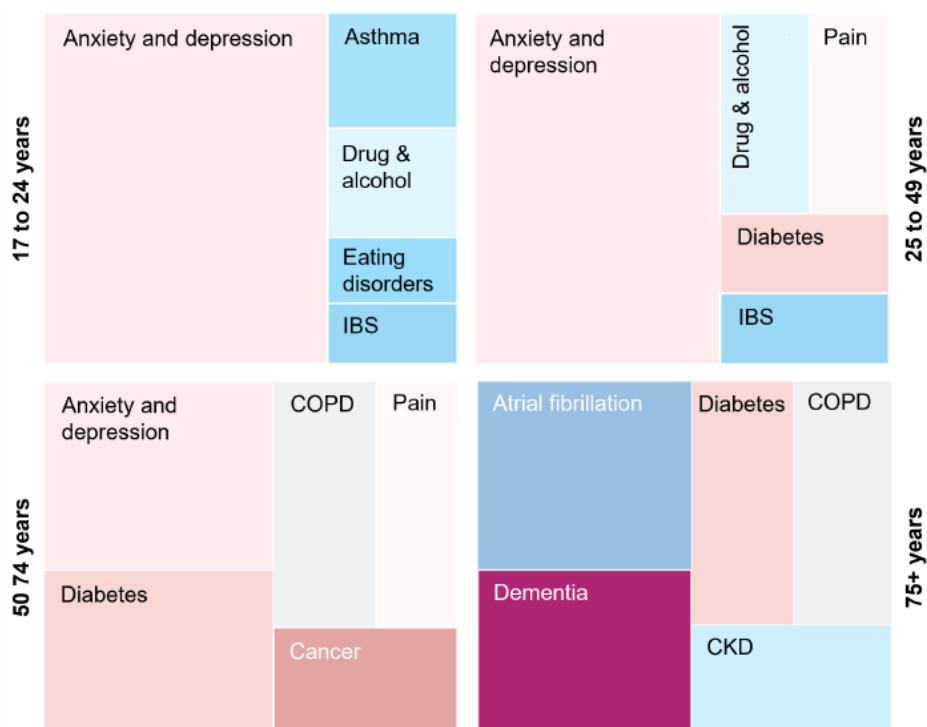 17 to 24 years
Anxiety and depression
Asthma
Drug &
alcohol
Eating
disorders
IBS
25 to 49 years
Anxiety and
depression
Drug & alcohol
Pain
Diabetes
IBS
50 74 years
Anxiety and
depression
COPD
Pain
Diabetes
Cancer
75+ years
Atrial fibrillation
Diabetes
COPD
Dementia
CKD